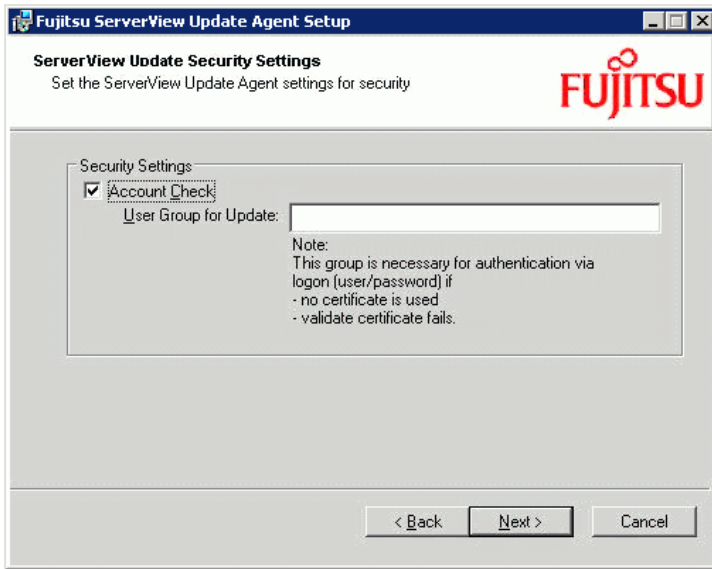 Fujitsu ServerView Update Agent Setup
ServerView Update Security Settings
Set the ServerView Update Agent settings for security
FUJITSU
Security Settings
Account Check
User Group for Update:
Note:
This group is necessary for authentication via
logon (user/password) if
- no certificate is used
- validate certificate fails.
< Back
Next >
Cancel